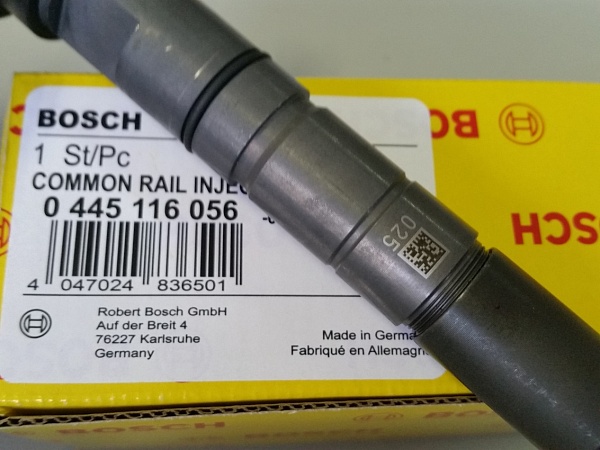 BOSCH
1 St/Pc
COMMON RAIL INJEC
0 445 116 056
4 047024 836501
Robert Bosch GmbH
Auf der Breit 4
76227 Karlsruhe
Germany
Made in Germa
Fabriqué en Allemagn
025
BOSCH
BOSCH